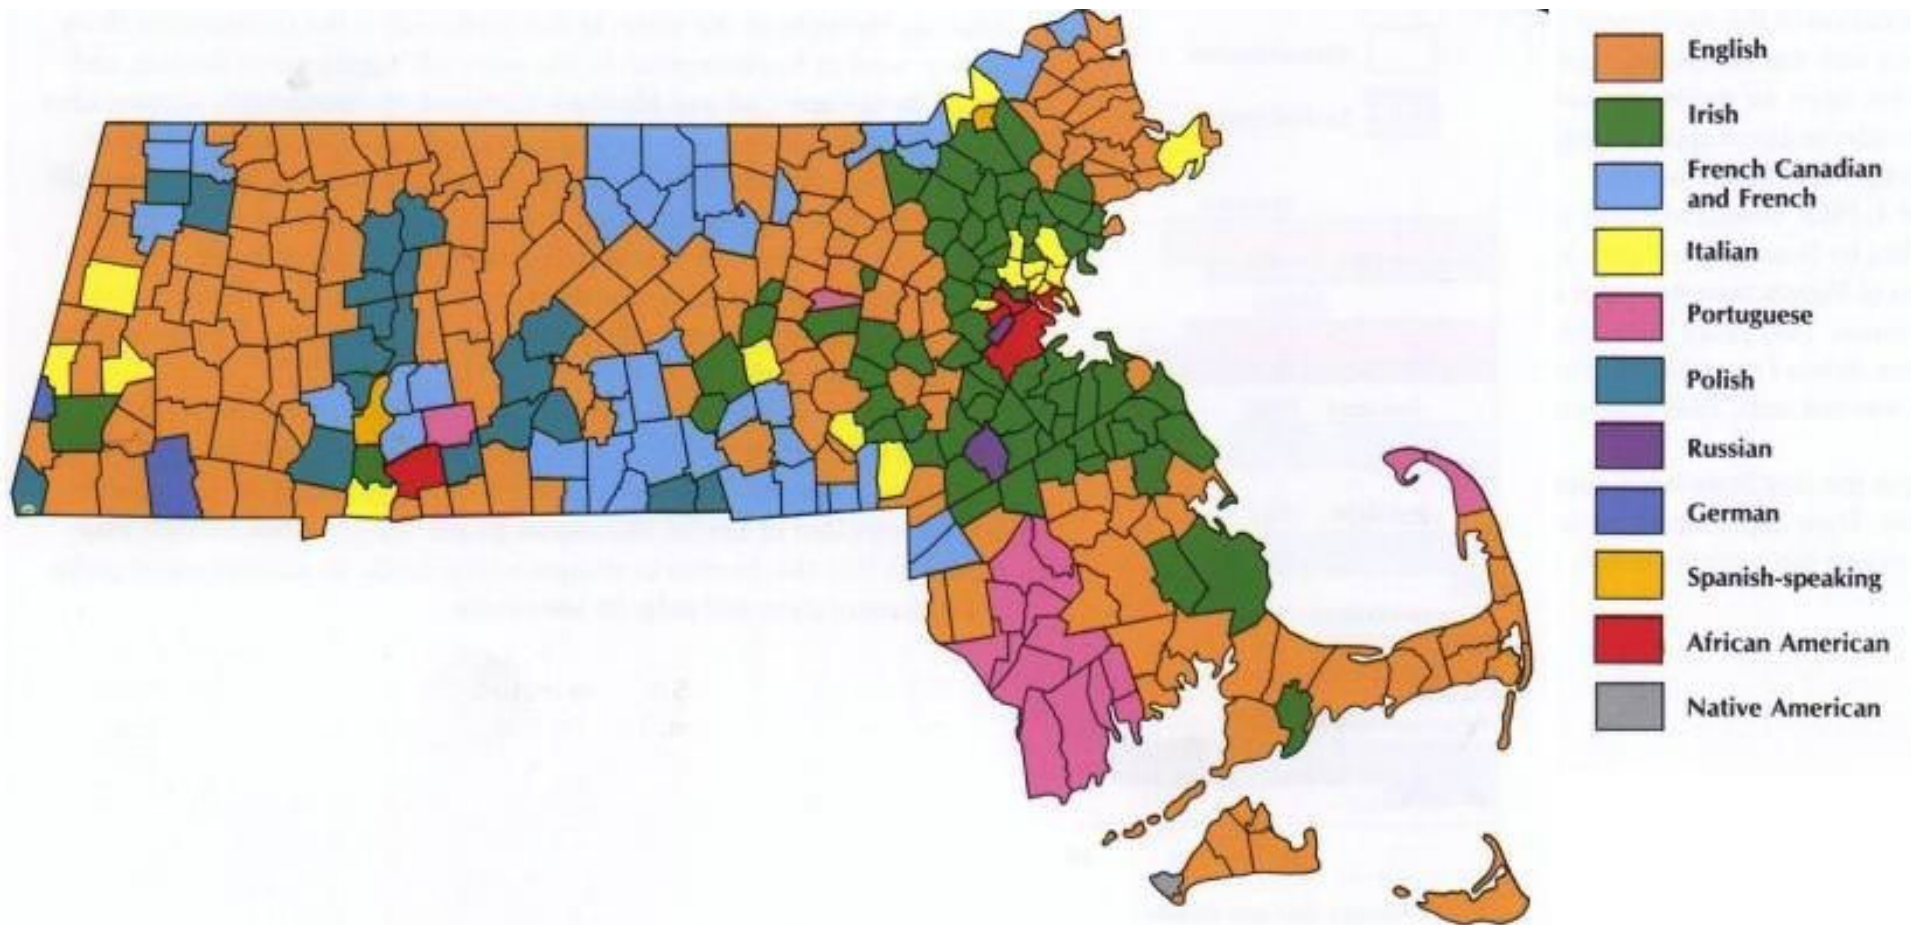 English
Irish
French Canadian
and French
Italian
Portuguese
Polish
Russian
German
Spanish-speaking
African American
Native American